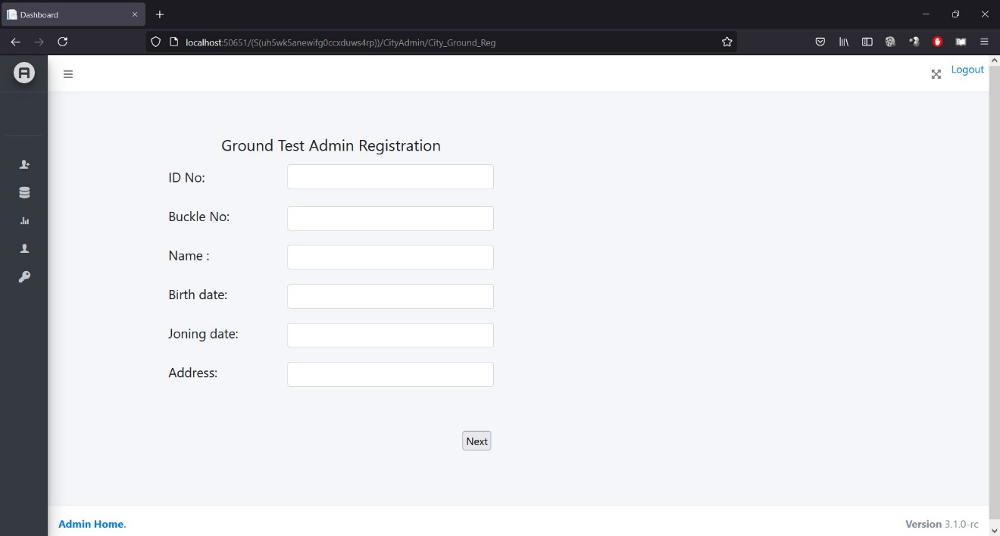 Dashboard
localhost:50651/(S(uh5wk5anewifg0ccxduws4rp))/CityAdmin/City_Ground_Reg
Logout
Ground Test Admin Registration
ID No:
Buckle No:
Name :
Birth date:
Joning date:
Address:
Next
Admin Home.
Version 3.1.0-rc